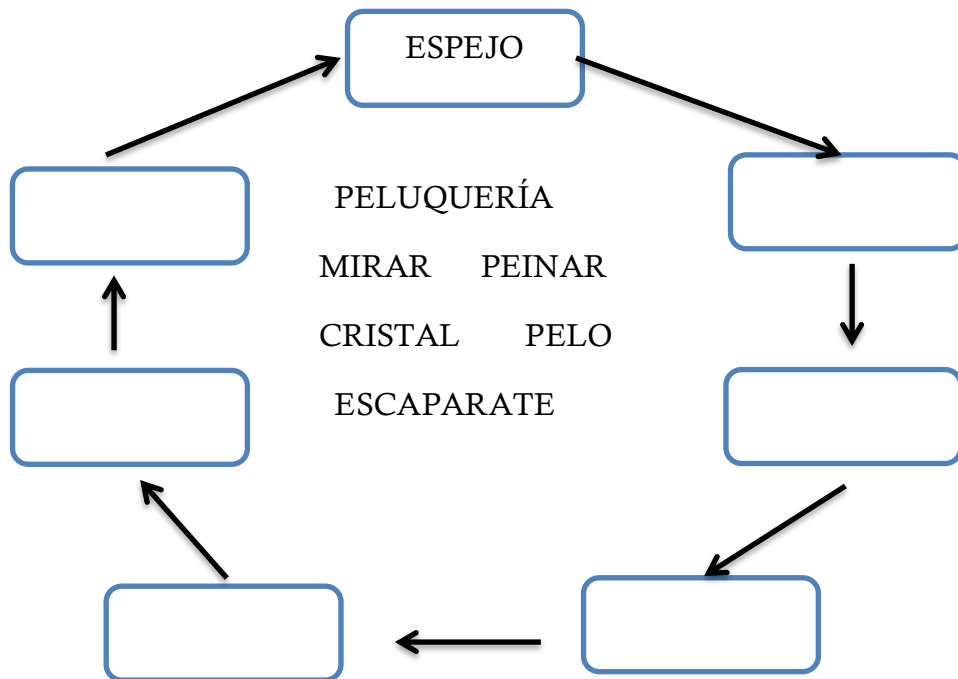 ESPEJO
PELUQUERÍA
MIRAR PEINAR
CRISTAL PELO
ESCAPARATE